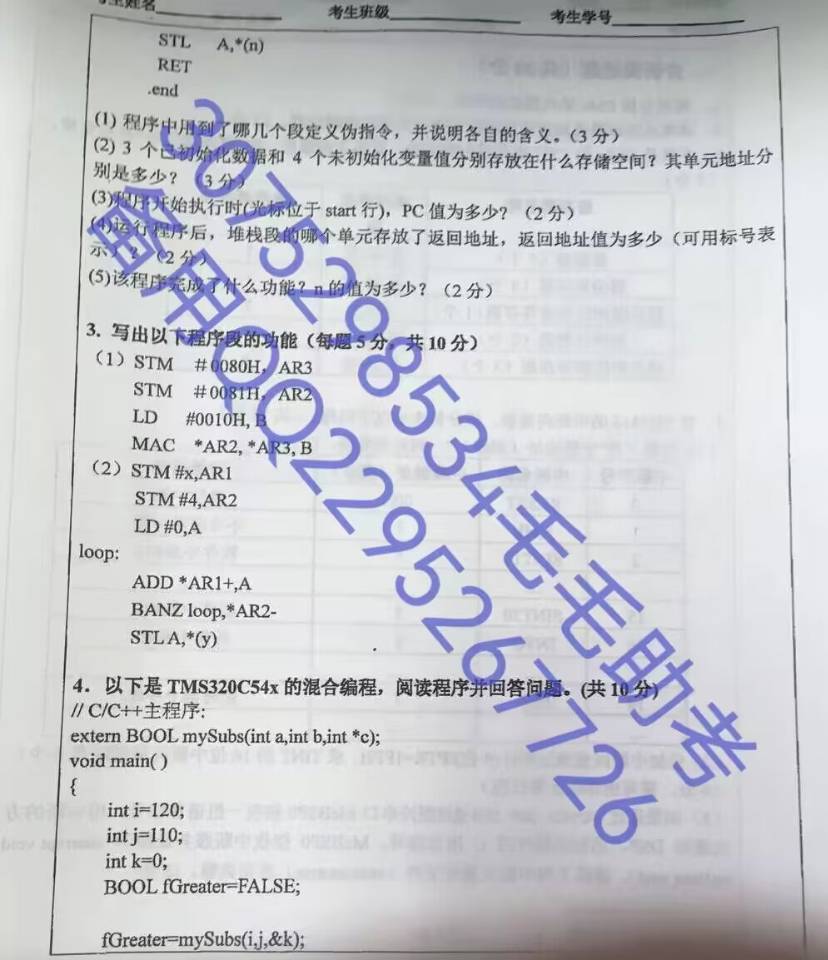 考生班级 考生学号
STL A,*(n)
RET
.end
(1) 程序中用到了哪几个段定义伪指令，并说明各自的含义。(3 分)
(2) 3 个已初始化数据和 4 个未初始化变量值分别存放在什么存储空间？其单元地址分
别是多少？（3 分）
(3)程序开始执行时(光标位于 start 行)，PC 值为多少？（2 分）
(4)运行程序后，堆栈段的哪个单元存放了返回地址，返回地址值为多少（可用标号表
示）？（2 分）
(5)该程序完成了什么功能？n 的值为多少？（2 分）
3. 写出以下程序段的功能（每题 5 分，共 10 分）
（1）STM ＃0080H，AR3
STM ＃0081H，AR2
LD #0010H, B
MAC *AR2, *AR3, B
（2）STM #x,AR1
STM #4,AR2
LD #0,A
loop:
ADD *AR1+,A
BANZ loop,*AR2-
STL A,*(y)
4．以下是 TMS320C54x 的混合编程，阅读程序并回答问题。(共 10 分)
// C/C++主程序:
extern BOOL mySubs(int a,int b,int *c);
void main( )
{
int i=120;
int j=110;
int k=0;
BOOL fGreater=FALSE;
fGreater=mySubs(i,j,&k);
3075298534毛毛助考
备用QQ2295267726